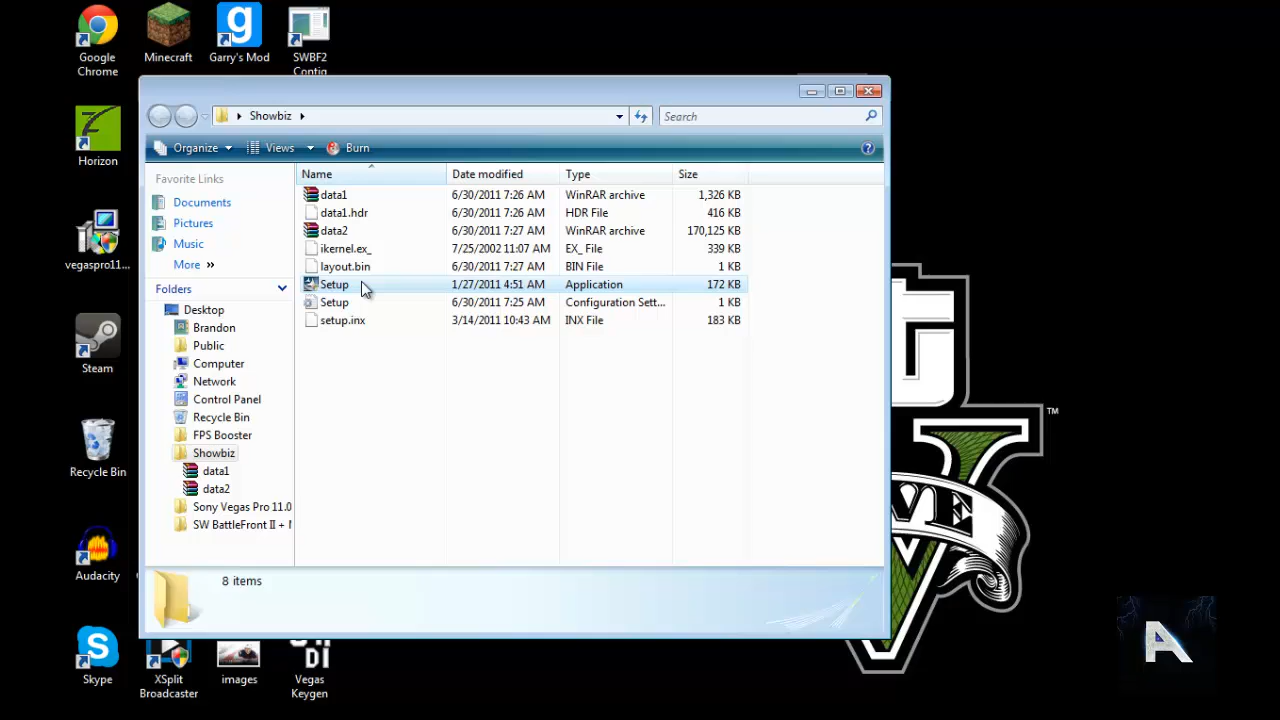 Google Chrome
Minecraft
Garry's Mod
SWBF2 Config
Horizon
vegaspro11...
Steam
Recycle Bin
Audacity
Skype
XSplit Broadcaster
images
Vegas Keygen
Showbiz
Search
Organize
Views
Burn
Favorite Links
Documents
Pictures
Music
More »
Folders
Desktop
Brandon
Public
Computer
Network
Control Panel
Recycle Bin
FPS Booster
Showbiz
data1
data2
Sony Vegas Pro 11.0
SW BattleFront II +
Name Date modified Type Size
data1 6/30/2011 7:26 AM WinRAR archive 1,326 KB
data1.hdr 6/30/2011 7:26 AM HDR File 416 KB
data2 6/30/2011 7:26 AM WinRAR archive 170,125 KB
ikernel.ex_ 7/25/2002 11:07 AM EX_ File 339 KB
layout.bin 6/30/2011 7:27 AM BIN File 1 KB
Setup 1/27/2011 4:51 AM Application 172 KB
Setup 6/30/2011 7:25 AM Configuration Sett... 1 KB
setup.inx 3/14/2011 10:43 AM INX File 183 KB
8 items
TM
V
A